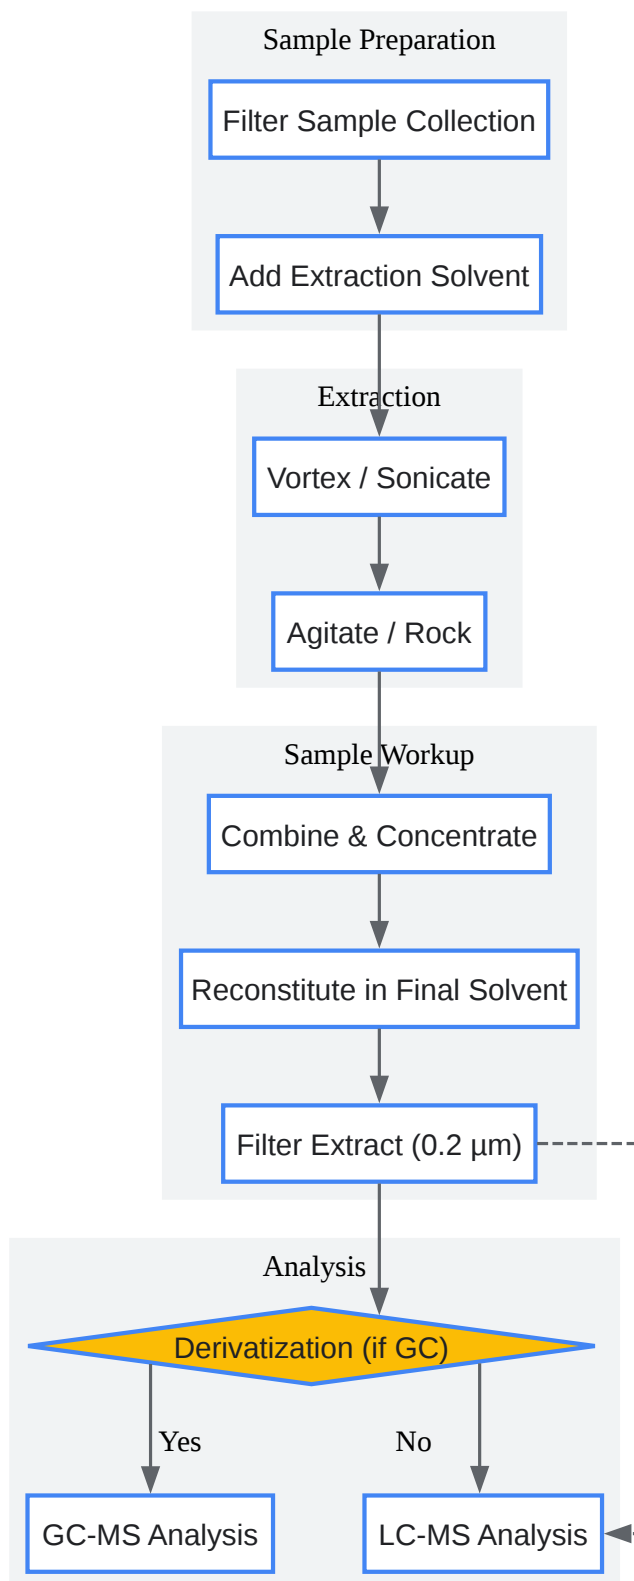 Sample Preparation
Filter Sample Collection
Add Extraction Solvent
Extraction
Vortex / Sonicate
Agitate / Rock
Sample Workup
Combine & Concentrate
Reconstitute in Final Solvent
Filter Extract (0.2 µm)
Analysis
Derivatization (if GC)
Yes
No
GC-MS Analysis
LC-MS Analysis